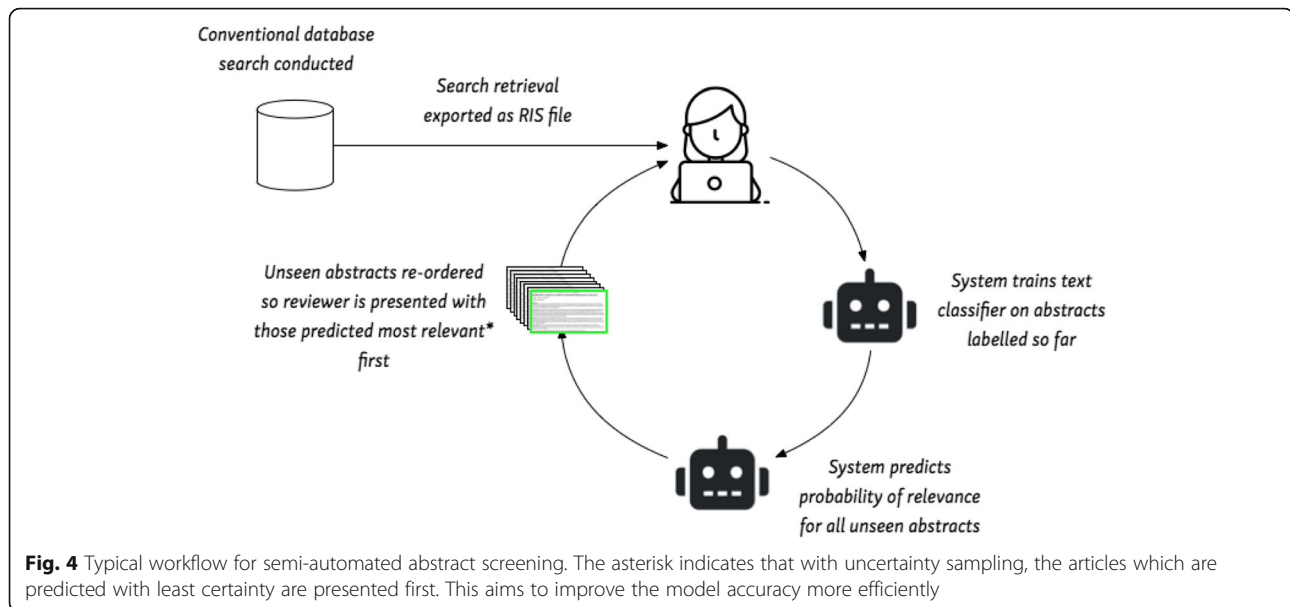 Conventional database
search conducted
Search retrieval
exported as RIS file
System trains text
classifier on abstracts
labelled so far
System predicts
probability of relevance
for all unseen abstracts
Unseen abstracts re-ordered
so reviewer is presented with
those predicted most relevant*
first
Fig. 4 Typical workflow for semi-automated abstract screening. The asterisk indicates that with uncertainty sampling, the articles which are
predicted with least certainty are presented first. This aims to improve the model accuracy more efficiently